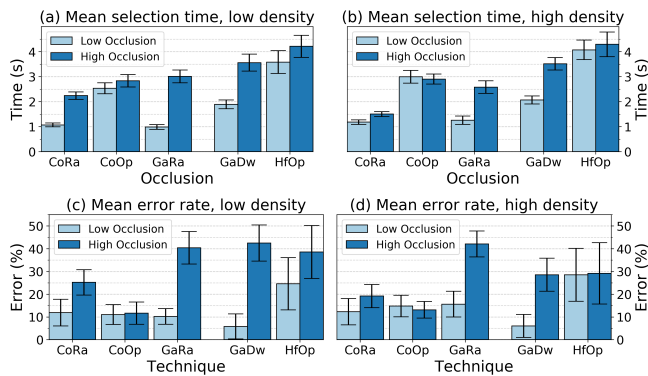 (a) Mean selection time, low density
Time (s)
4
3
2
1
0
Low Occlusion
High Occlusion
CoRa CoOp GaRa GaDw HfOp
Occlusion
(b) Mean selection time, high density
Low Occlusion
High Occlusion
4
3
2
1
0
Time (s)
CoRa CoOp GaRa GaDw HfOp
Occlusion
(c) Mean error rate, low density
Error (%)
50
40
30
20
10
0
Low Occlusion
High Occlusion
CoRa CoOp GaRa GaDw HfOp
Technique
(d) Mean error rate, high density
Low Occlusion
High Occlusion
50
40
30
20
10
0
Error (%)
CoRa CoOp GaRa GaDw HfOp
Technique